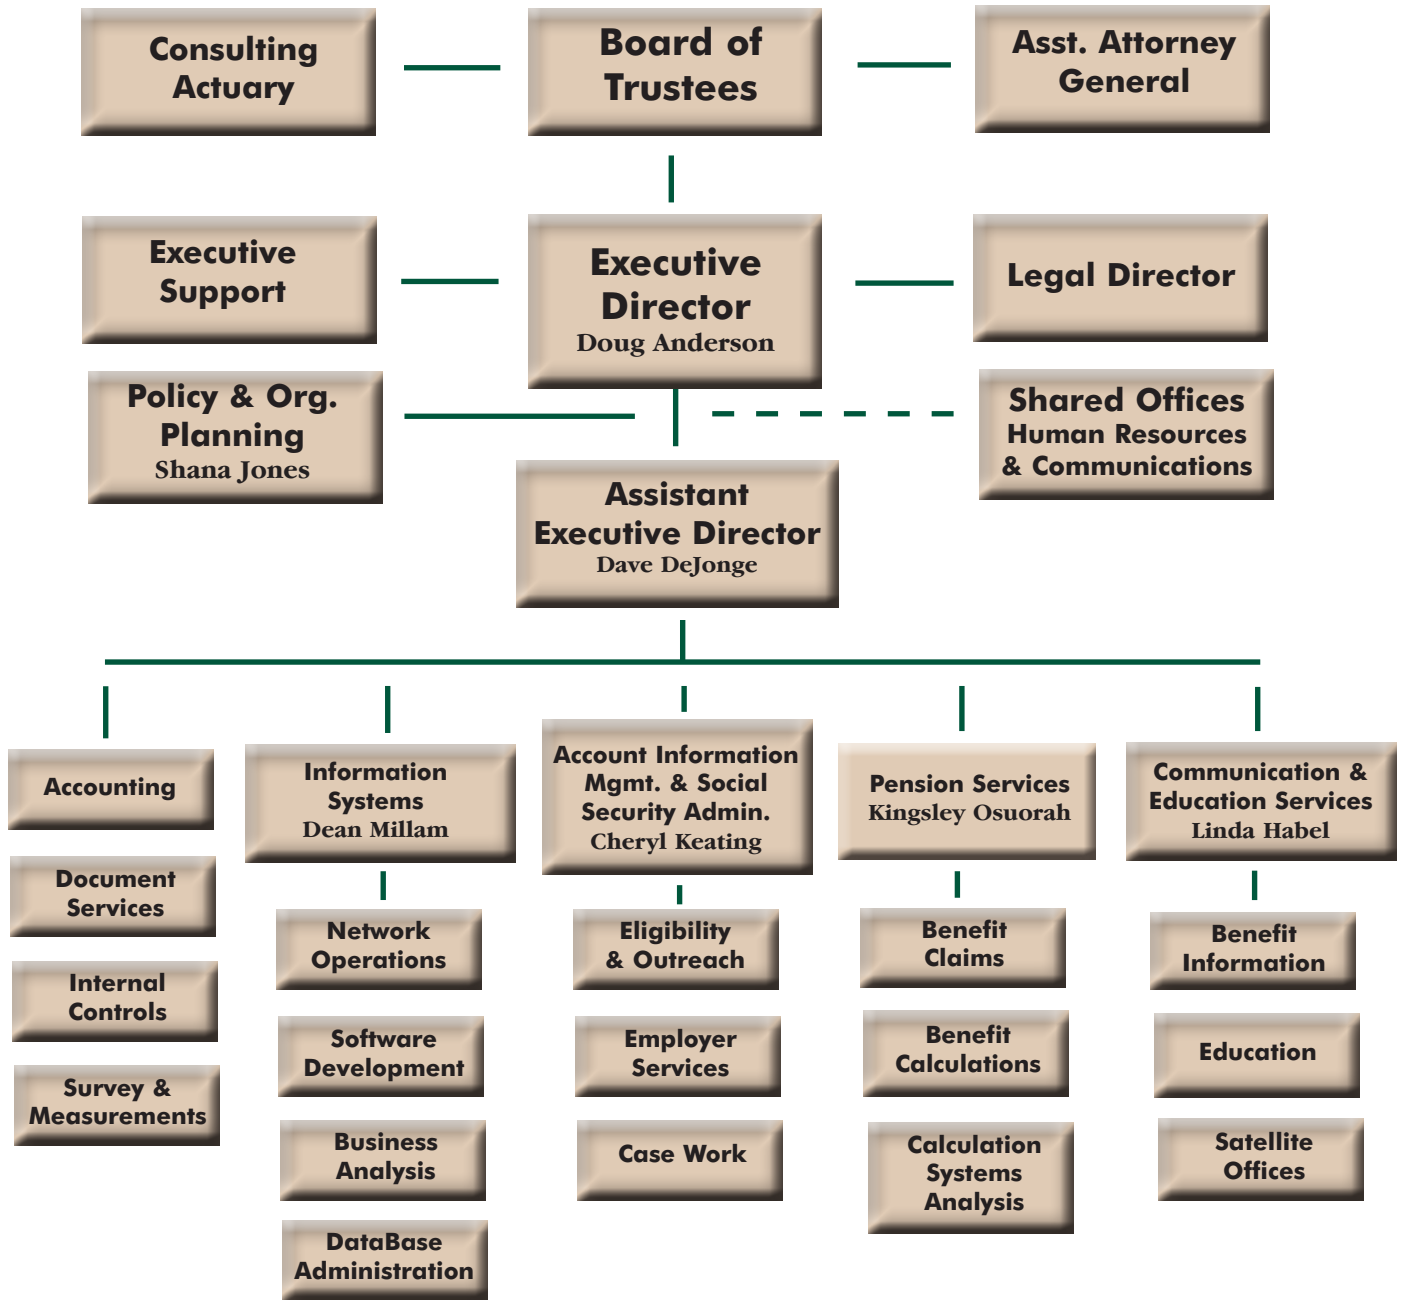 Consulting
Actuary
Board of
Trustees
Asst. Attorney
General
Executive
Support
Executive
Director
Doug Anderson
Legal Director
Policy & Org.
Planning
Shana Jones
Shared Offices
Human Resources
& Communications
Assistant
Executive Director
Dave DeJonge
Accounting
Document
Services
Internal
Controls
Survey &
Measurements
Information
Systems
Dean Millam
Network
Operations
Software
Development
Business
Analysis
DataBase
Administration
Account Information
Mgmt. & Social
Security Admin.
Cheryl Keating
Eligibility
& Outreach
Employer
Services
Case Work
Pension Services
Kingsley Osuorah
Benefit
Claims
Benefit
Calculations
Calculation
Systems
Analysis
Communication &
Education Services
Linda Habel
Benefit
Information
Education
Satellite
Offices